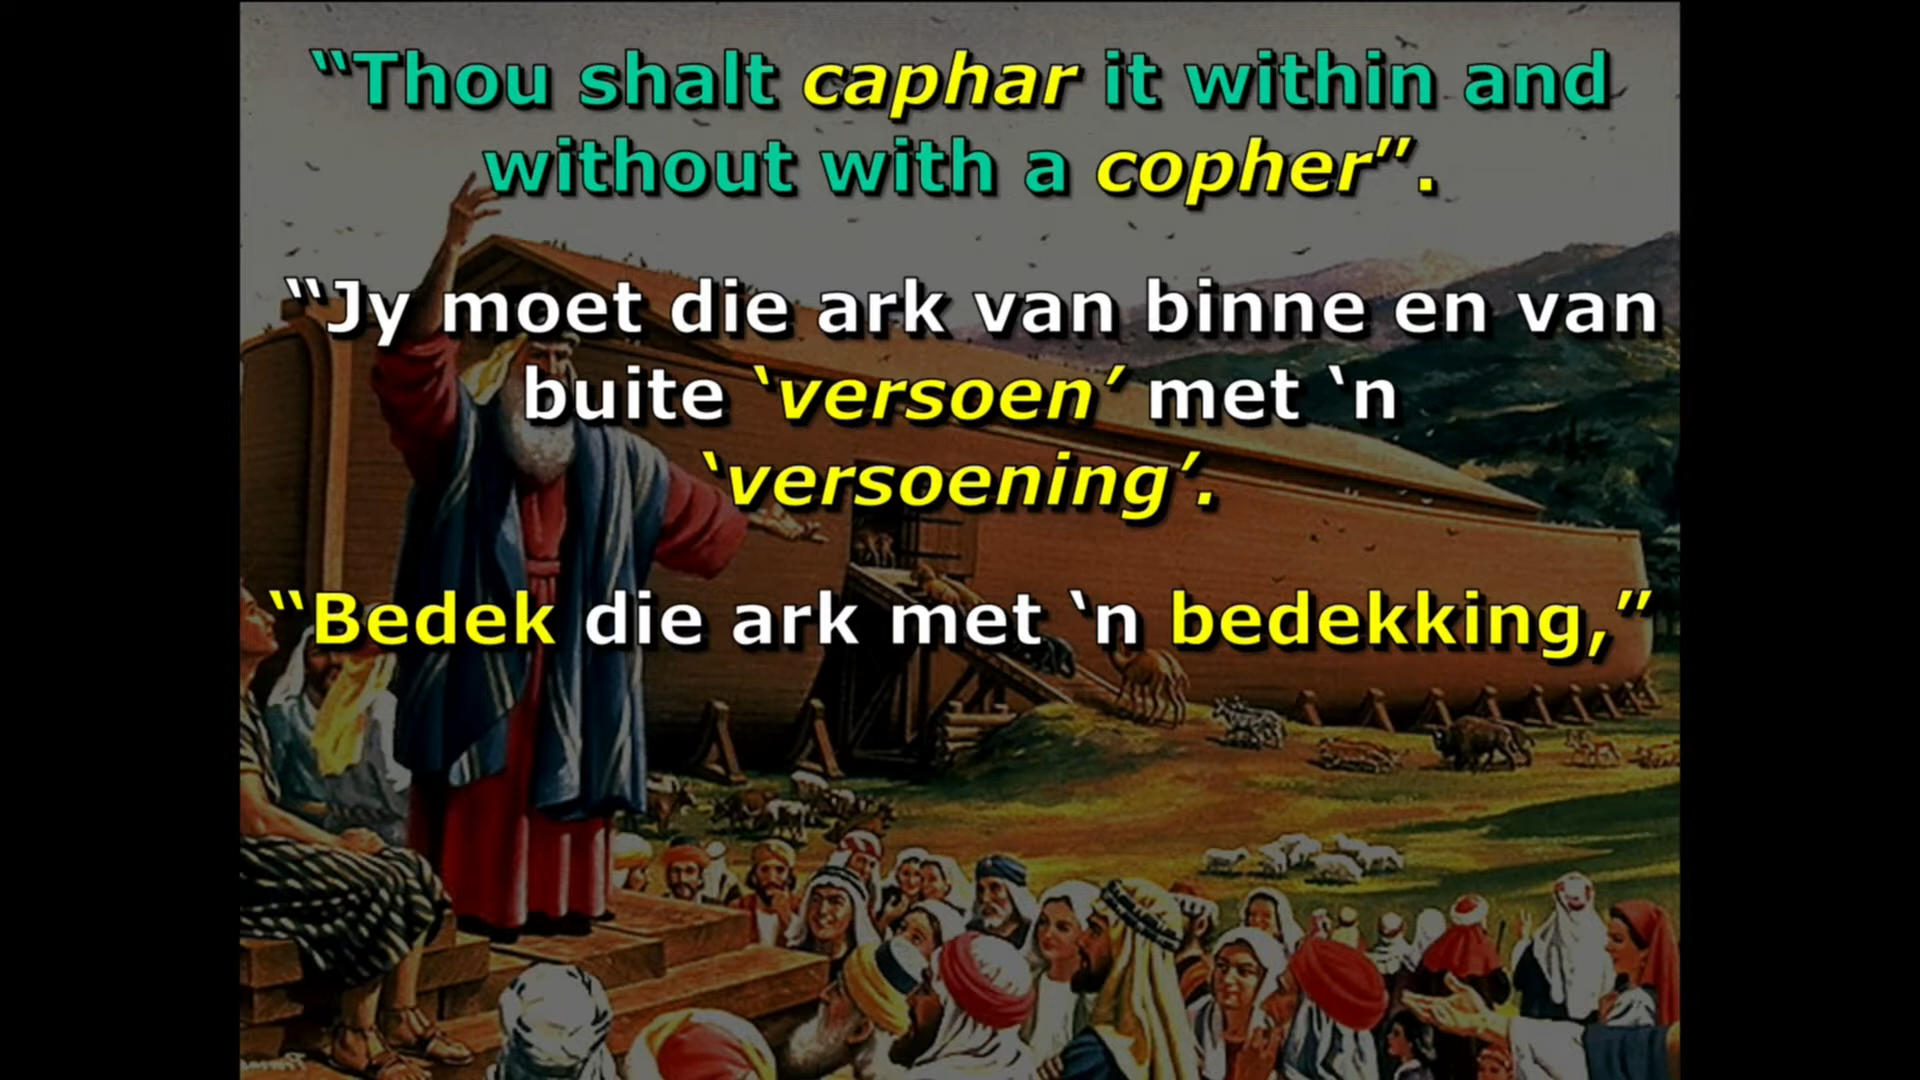 “Thou shalt caphar it within and
without with a copher”.
“Jy moet die ark van binne en van
buite ‘versoen’ met ‘n
‘versoening’.
“Bedek die ark met ‘n bedekking,”